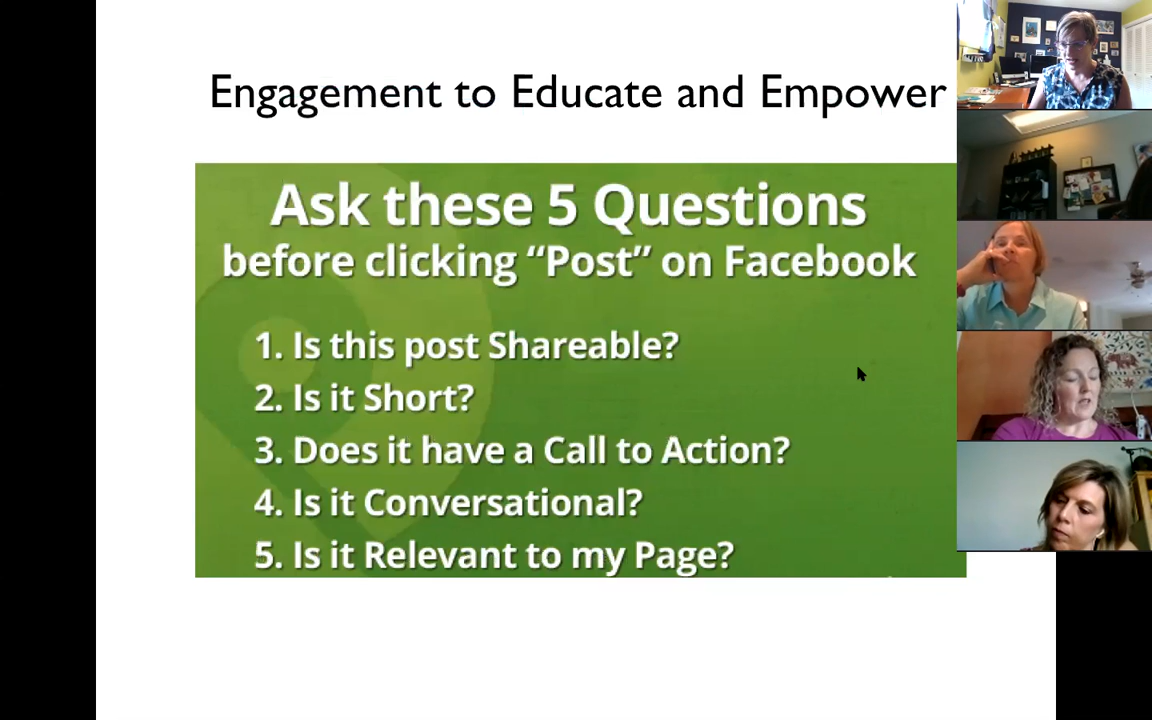 Engagement to Educate and Empower
Ask these 5 Questions
before clicking “Post” on Facebook
1. Is this post Shareable?
2. Is it Short?
3. Does it have a Call to Action?
4. Is it Conversational?
5. Is it Relevant to my Page?